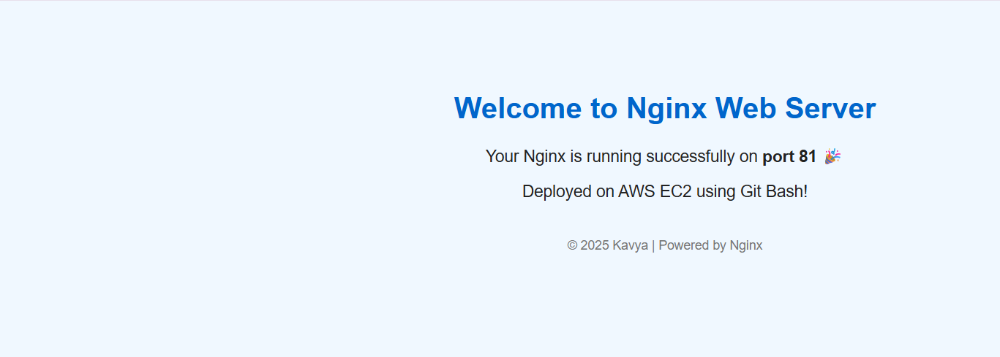 Welcome to Nginx Web Server
Your Nginx is running successfully on port 81 🎉
Deployed on AWS EC2 using Git Bash!
© 2025 Kavya | Powered by Nginx